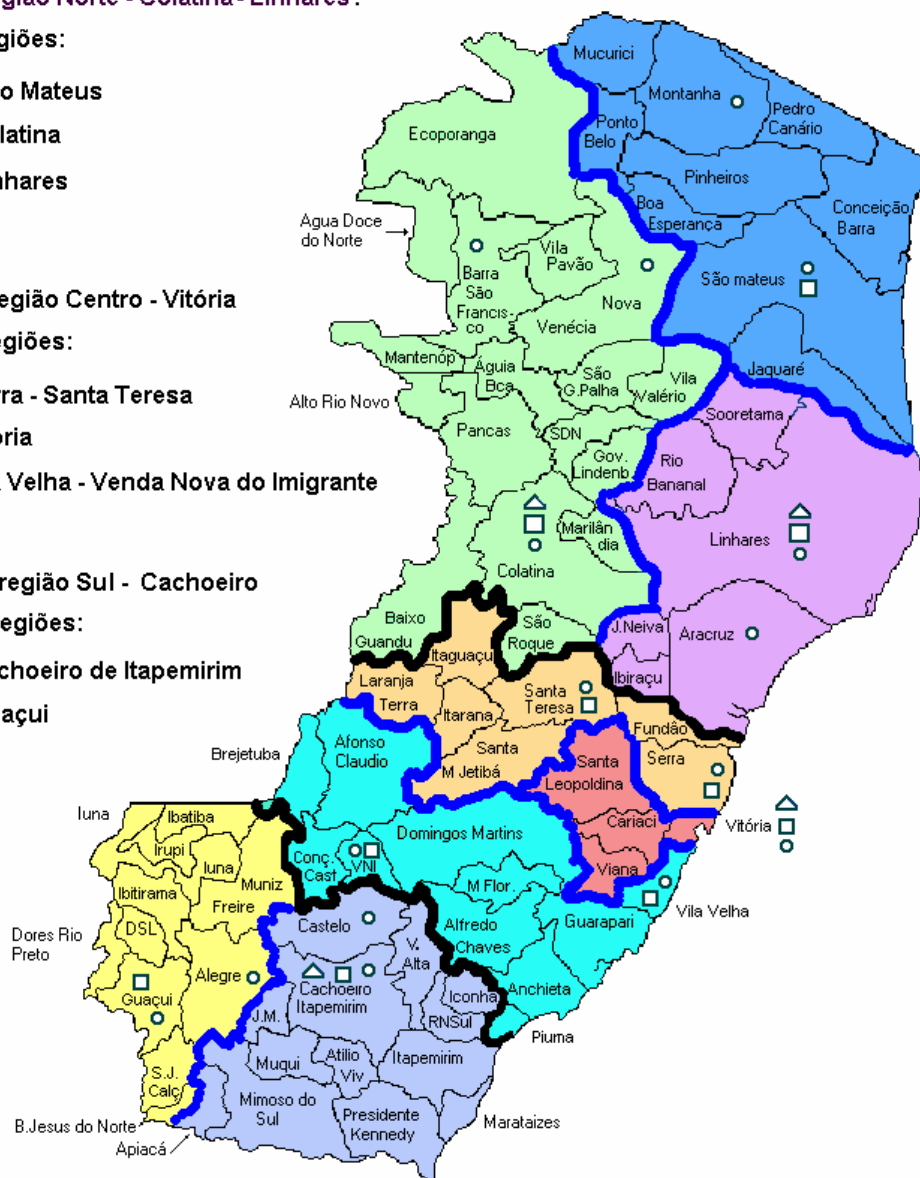 egião Norte - Colatina - Linhares:
giões:
o Mateus
latina
nhares
região Centro - Vitória
egiões:
rra - Santa Teresa
ória
Velha - Venda Nova do Imigrante
região Sul - Cachoeiro
regiões:
choeiro de Itapemirim
açui
Mucurici
Montanha
Pedro
Canário
Ponto
Belo
Ecoporanga
Pinheiros
Boa
Esperança
Conceição
Barra
Agua Doce
do Norte
Vila
Pavão
Barra
São
Francis-
co
São mateus
Nova
Venécia
Mantenóp
Águia
Bca
São
G.Palha
Vila
Valério
Jaquaré
Alto Rio Novo
Sooretama
Pancas
SDN
Gov.
Lindenb.
Rio
Bananal
Marilân
dia
Linhares
Colatina
Baixo
Guandu
São
Roque
J.Neiva
Aracruz
Itaguaçu
Ibiraçu
Laranja
Terra
Santa
Teresa
Itarana
Fundão
Brejetuba
Afonso
Claudio
Santa
M Jetibá
Santa
Leopoldina
Serra
Iuna
Ibatiba
Irupi
Iuna
Domingos Martins
Cariaci
Vitória
Conç.
Cast
VNI
Viana
Ibitirama
Muniz
Freire
M Flor.
Guarapari
Vila Velha
DSL
Castelo
Alfredo
Chaves
Dores Rio
Preto
V.
Alta
Alegre
Guaçui
Cachoeiro
Itapemirim
Iconha
Anchieta
J.M.
RNSul
Piuma
Muqui
Atilio
Viv
Itapemirim
S.J.
Calç
Mimoso do
Sul
Presidente
Kennedy
Marataizes
B.Jesus do Norte
Apiacá